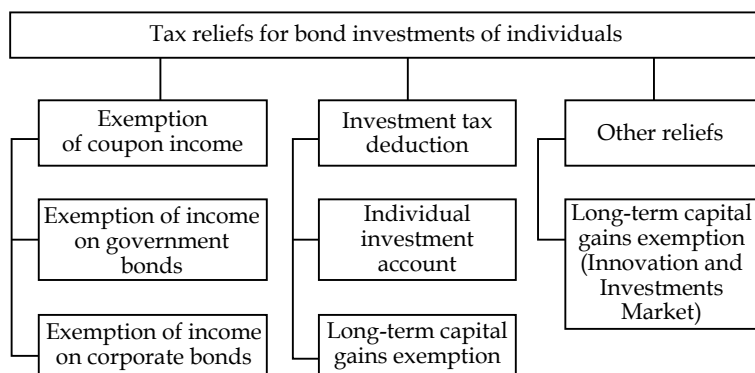 Tax reliefs for bond investments of individuals
Exemption
of coupon income
Exemption of income
on government
bonds
Exemption of income
on corporate bonds
Investment tax
deduction
Individual
investment
account
Long-term capital
gains exemption
Other reliefs
Long-term capital
gains exemption
(Innovation and
Investments
Market)